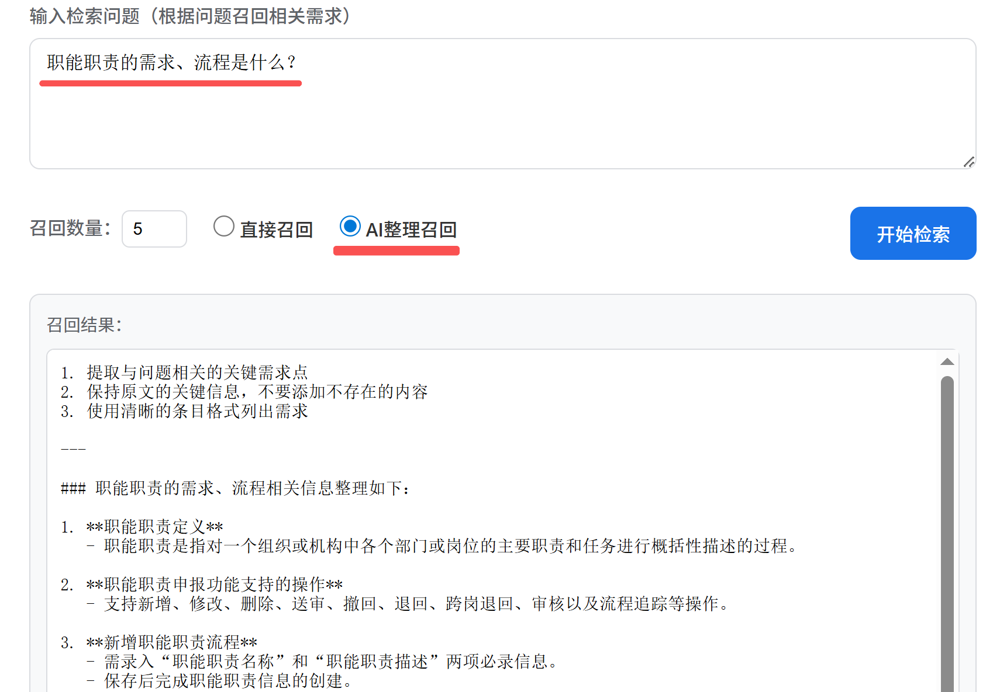 输入检索问题（根据问题召回相关需求）
职能职责的需求、流程是什么？
召回数量：
5
直接召回
AI整理召回
开始检索
召回结果：
1. 提取与问题相关的关键需求点
2. 保持原文的关键信息，不要添加不存在的内容
3. 使用清晰的条目格式列出需求
---
### 职能职责的需求、流程相关信息整理如下：
1. **职能职责定义**
- 职能职责是指对一个组织或机构中各个部门或岗位的主要职责和任务进行概括性描述的过程。
2. **职能职责申报功能支持的操作**
- 支持新增、修改、删除、送审、撤回、退回、跨岗退回、审核以及流程追踪等操作。
3. **新增职能职责流程**
- 需录入“职能职责名称”和“职能职责描述”两项必录信息。
- 保存后完成职能职责信息的创建。